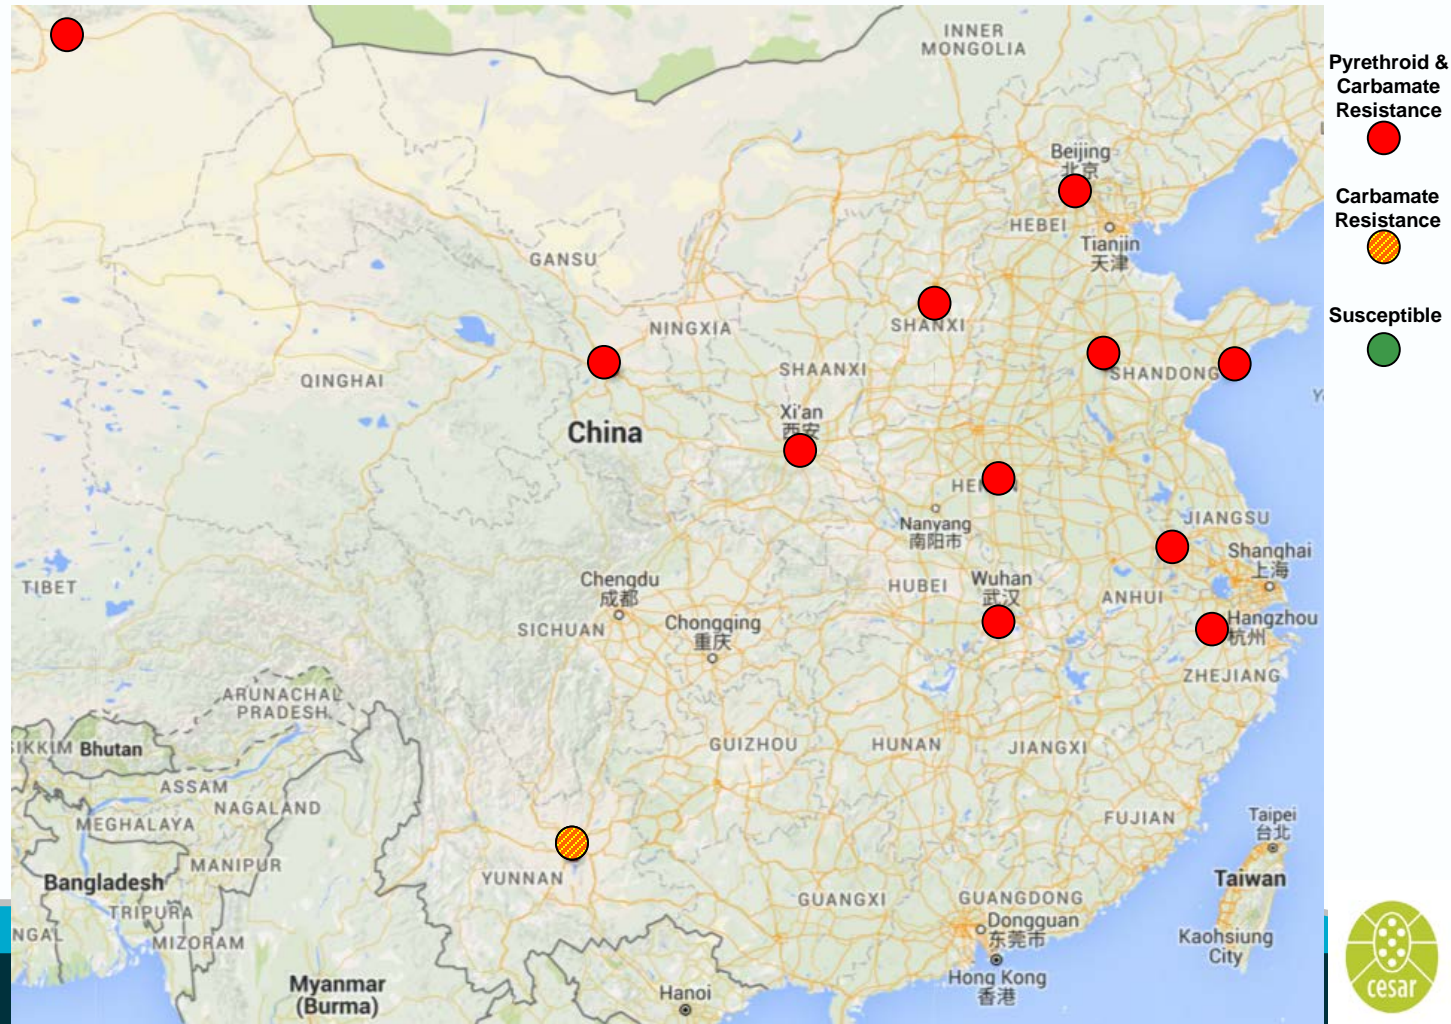 INNER
MONGOLIA
Pyrethroid &
Carbamate
Resistance
Beijing
北京
Carbamate
Resistance
HEBEI
Tianjin
天津
GANSU
NINGXIA
SHANXI
Susceptible
SHAANXI
SHANDONG
QINGHAI
Xi'an
西安
China
Nanyang
南阳市
JIANGSU
Shanghai
上海
TIBET
Chengdu
成都
HUBEI
Wuhan
武汉
ANHUI
SICHUAN
Chongqing
重庆
Hangzhou
杭州
ZHEJIANG
ARUNACHAL
PRADESH
SIKKIM
Bhutan
GUIZHOU
HUNAN
JIANGXI
ASSAM
NAGALAND
MEGHALAYA
FUJIAN
Taipei
台北
MANIPUR
YUNNAN
Bangladesh
Taiwan
GUANGXI
GUANGDONG
TRIPURA
Dongguan
东莞市
NGAL
MIZORAM
Kaohsiung
City
Myanmar
(Burma)
Hanoi
Hong Kong
香港
cesar